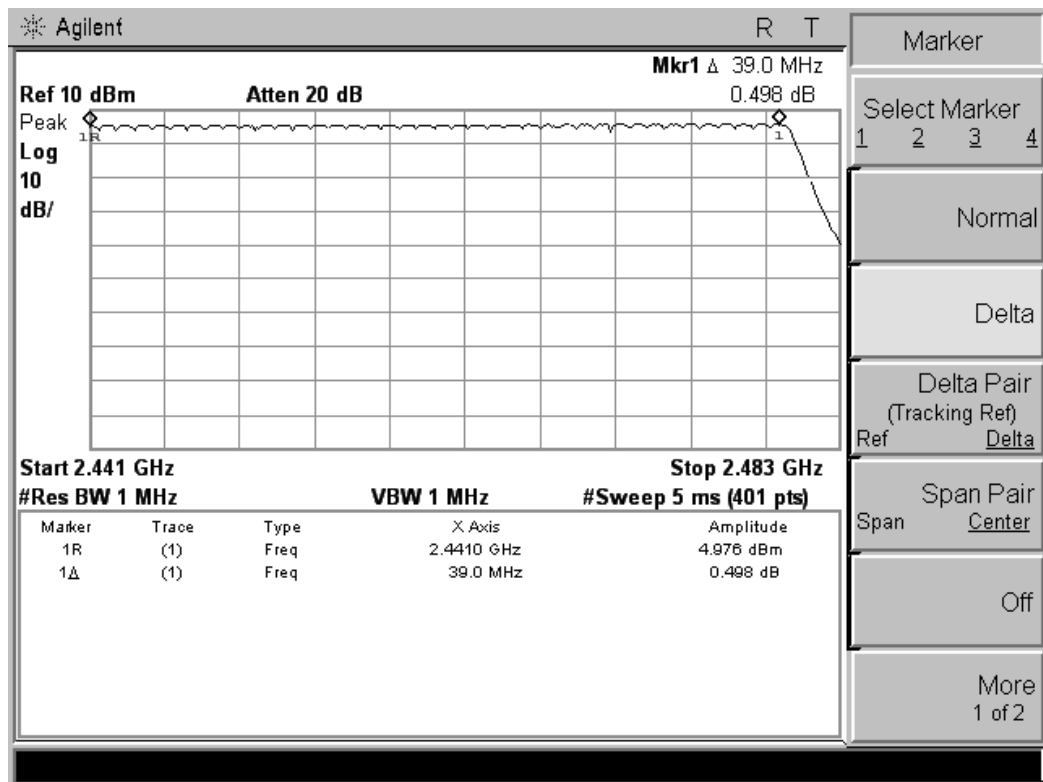 Agilent R T
Mkr1 Δ 39.0 MHz
Ref 10 dBm Atten 20 dB 0.498 dB
Peak
Log
10
dB/
1R
1
Start 2.441 GHz Stop 2.483 GHz
#Res BW 1 MHz VBW 1 MHz #Sweep 5 ms (401 pts)
Marker Trace Type X Axis Amplitude
1R (1) Freq 2.4410 GHz 4.976 dBm
1Δ (1) Freq 39.0 MHz 0.498 dB
Marker
Select Marker
1 2 3 4
Normal
Delta
Delta Pair
(Tracking Ref)
Ref Delta
Span Pair
Span Center
Off
More
1 of 2